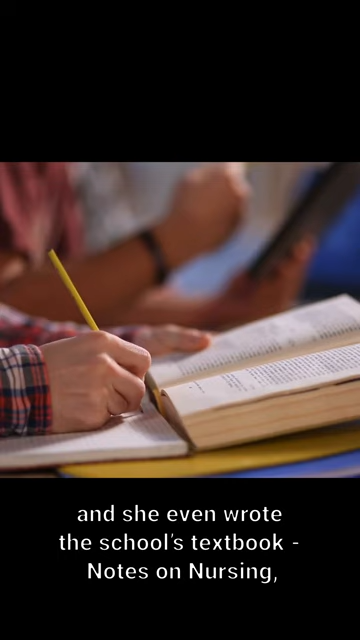 and she even wrote
the school's textbook -
Notes on Nursing,